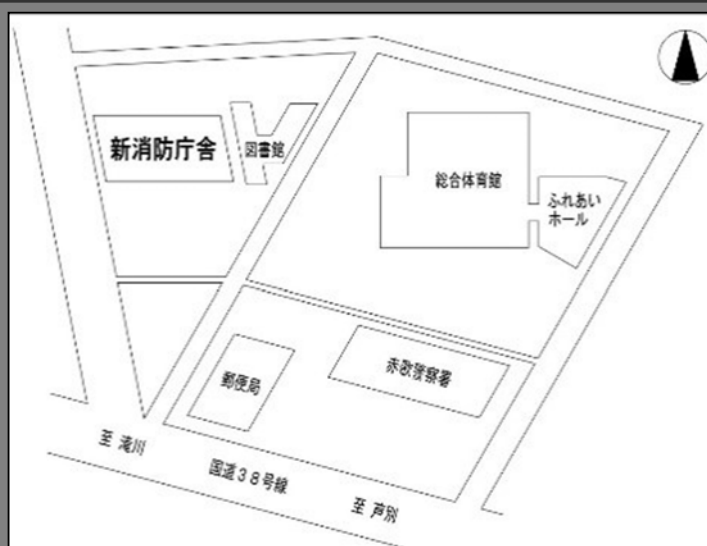 新消防庁舎
図書館
総合体育館
ふれあい
ホール
郵便局
赤歌警察署
至 滝川
国道38号線
至 芦別